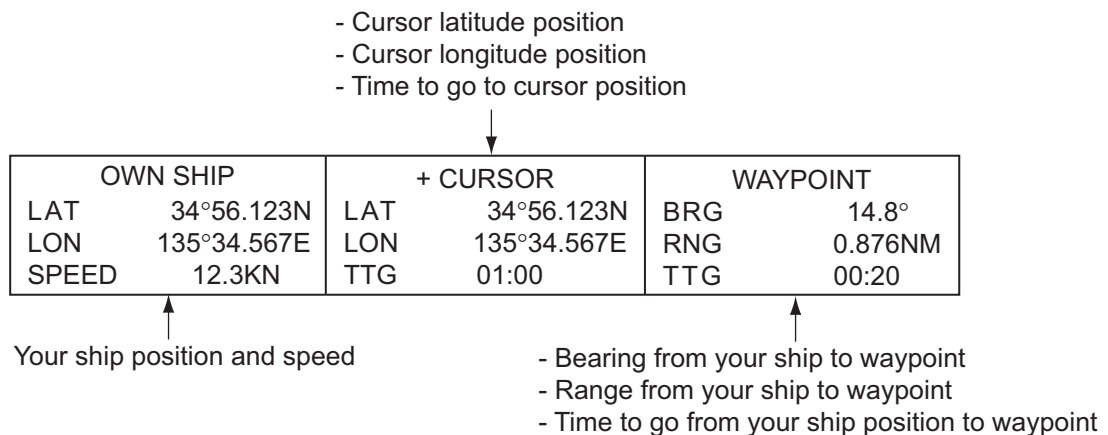 - Cursor latitude position
- Cursor longitude position
- Time to go to cursor position
OWN SHIP
LAT 34°56.123N
LON 135°34.567E
SPEED 12.3KN
+ CURSOR
LAT 34°56.123N
LON 135°34.567E
TTG 01:00
WAYPOINT
BRG 14.8°
RNG 0.876NM
TTG 00:20
Your ship position and speed
- Bearing from your ship to waypoint
- Range from your ship to waypoint
- Time to go from your ship position to waypoint